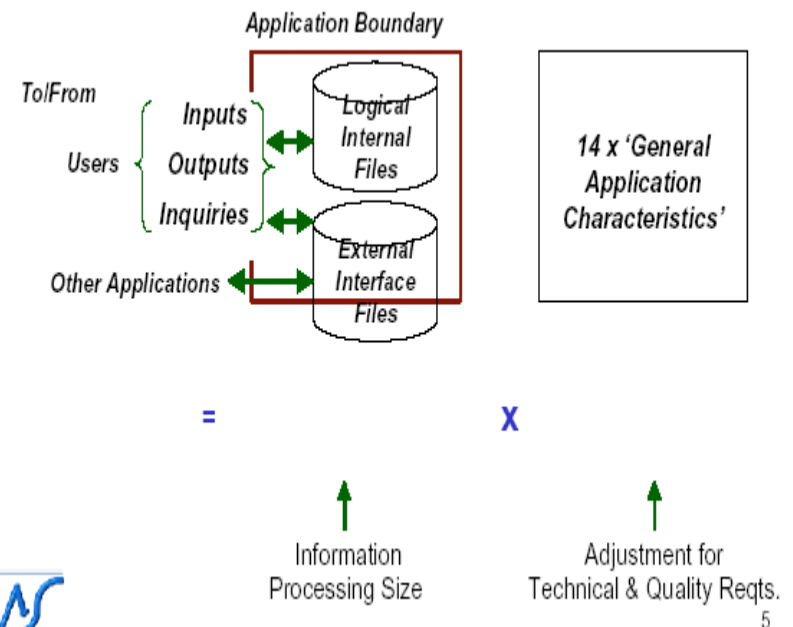 Application Boundary
To/From
Users
Inputs
Outputs
Inquiries
Other Applications
Logical
Internal
Files
External
Interface
Files
14 x ‘General
Application
Characteristics’
=
X
Information
Processing Size
Adjustment for
Technical & Quality Reqts.
5